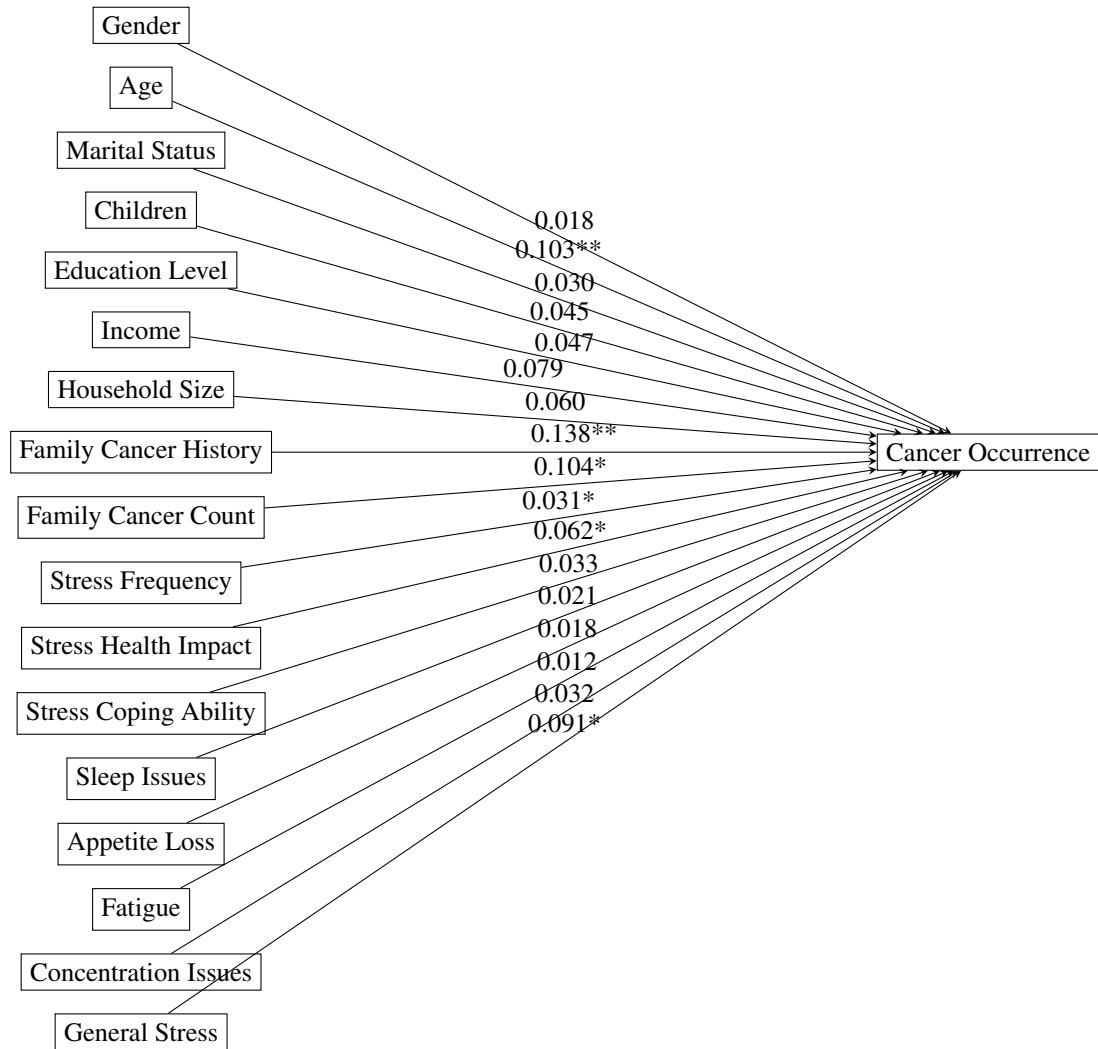 Gender
Age
Marital Status
Children
Education Level
Income
Household Size
Family Cancer History
Family Cancer Count
Stress Frequency
Stress Health Impact
Stress Coping Ability
Sleep Issues
Appetite Loss
Fatigue
Concentration Issues
General Stress
0.018
0.103**
0.030
0.045
0.047
0.079
0.060
0.138**
0.104*
0.031*
0.062*
0.033
0.021
0.018
0.012
0.032
0.091*
Cancer Occurrence